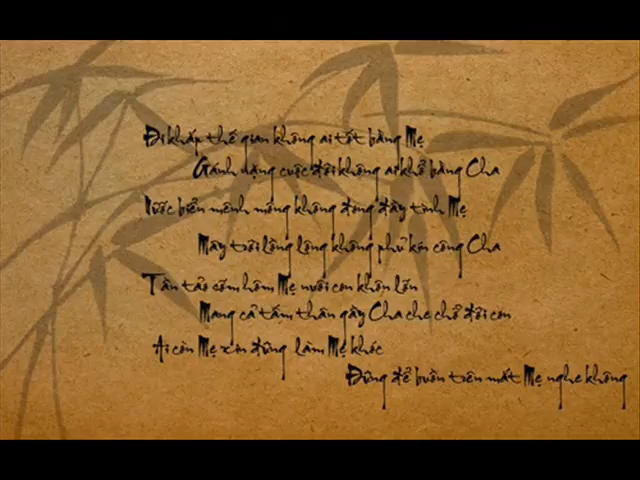 Đi khắp thế gian không ai tốt bằng Mẹ
Gánh nặng cuộc đời không ai khổ bằng Cha
Nước biển mênh mông không đong đầy tình Mẹ
Mây trời lồng lộng không phủ kín công Cha
Tần tảo sớm hôm Mẹ nuôi con khôn lớn
Mang cả tấm thân gầy Cha che chở đời con
Ai còn Mẹ xin đừng làm Mẹ khóc
Đừng để buồn trên mắt Mẹ nghe không